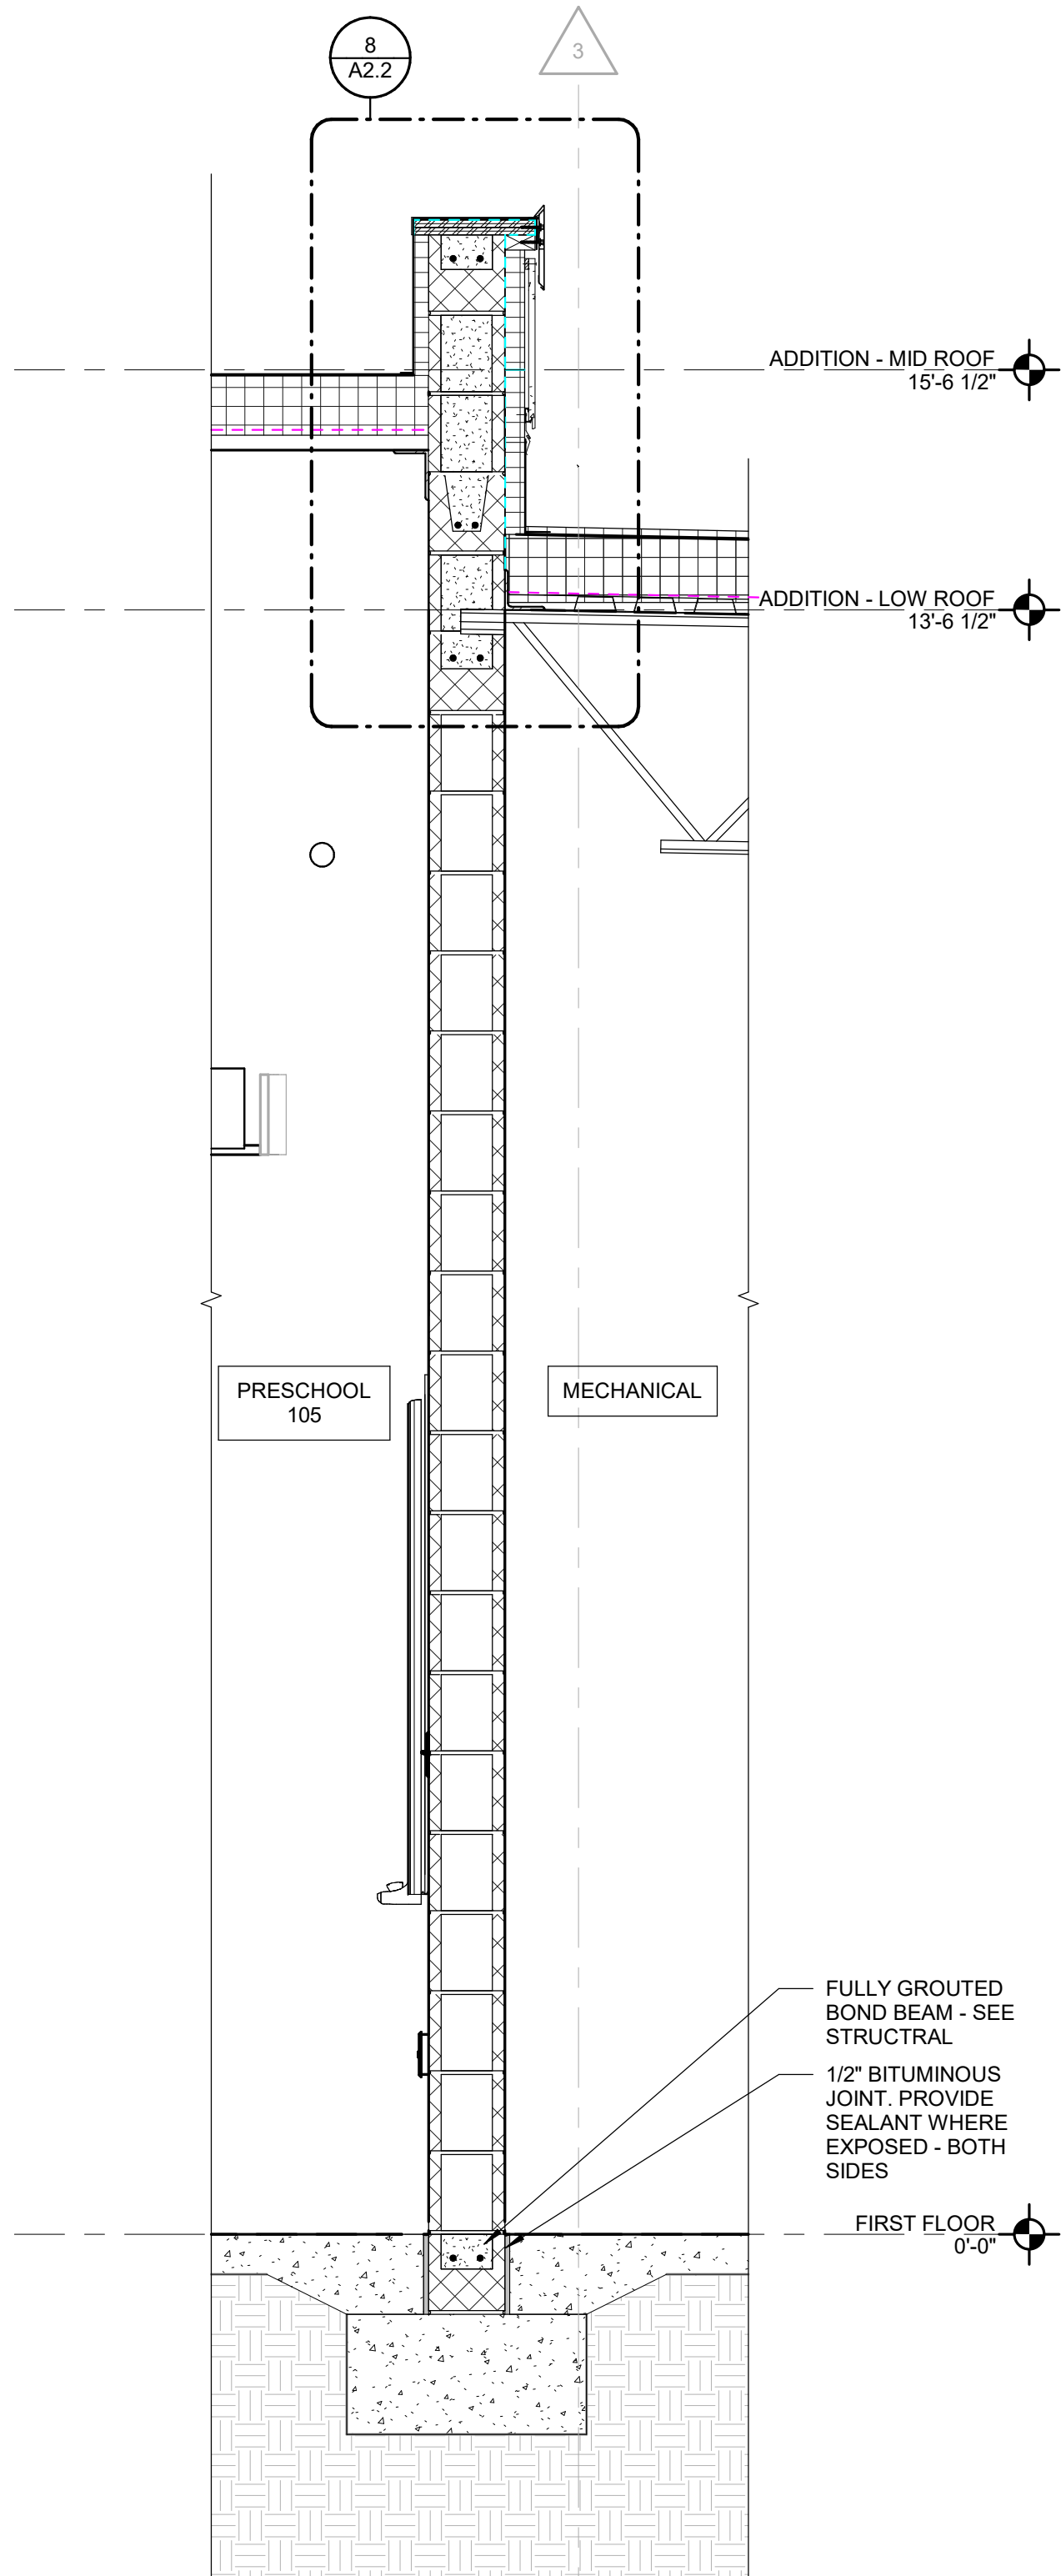 8
A2.2
3
ADDITION - MID ROOF
15'-6 1/2"
ADDITION - LOW ROOF
13'-6 1/2"
PRESCHOOL
105
MECHANICAL
FULLY GROUTED
BOND BEAM - SEE
STRUCTRAL
1/2" BITUMINOUS
JOINT. PROVIDE
SEALANT WHERE
EXPOSED - BOTH
SIDES
FIRST FLOOR
0'-0"